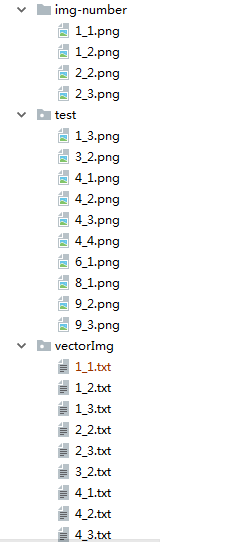 img-number
1_1.png
1_2.png
2_2.png
2_3.png
test
1_3.png
3_2.png
4_1.png
4_2.png
4_3.png
4_4.png
6_1.png
8_1.png
9_2.png
9_3.png
vectorImg
1_1.txt
1_2.txt
1_3.txt
2_2.txt
2_3.txt
3_2.txt
4_1.txt
4_2.txt
4_3.txt